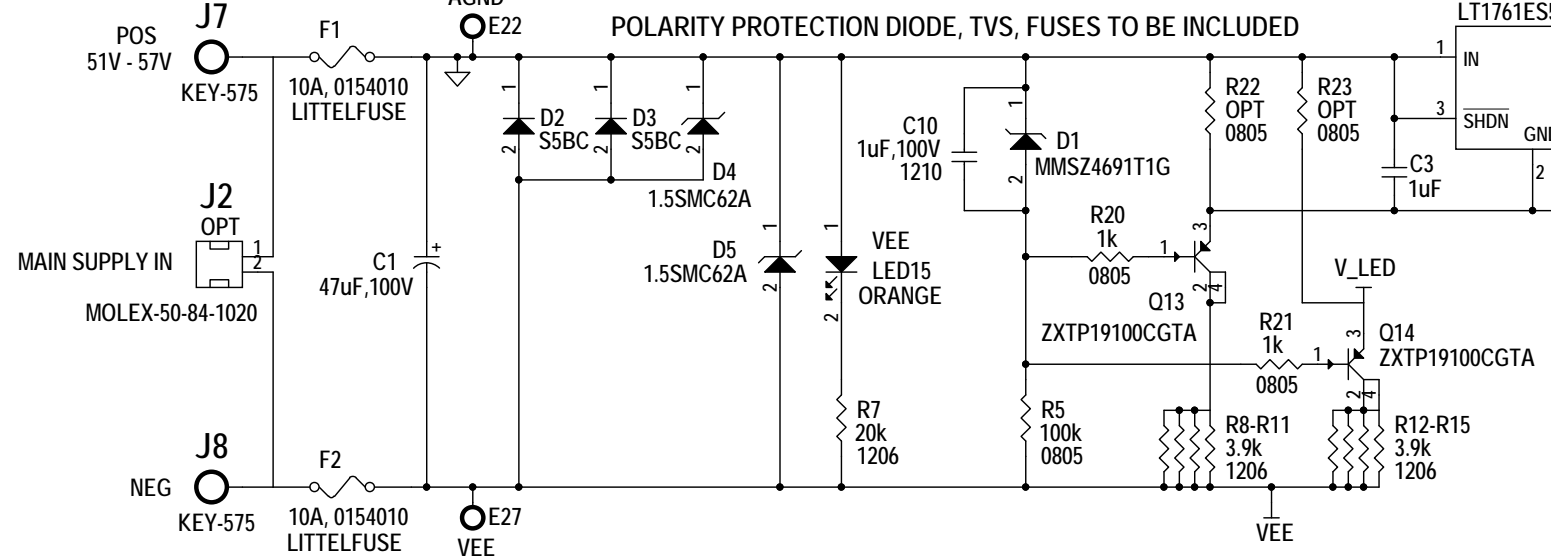 AGND
E22
POLARITY PROTECTION DIODE, TVS, FUSES TO BE INCLUDED
J7
POS
51V - 57V
KEY-575
F1
10A, 0154010
LITTELFUSE
J2
OPT
1
2
MAIN SUPPLY IN
MOLEX-50-84-1020
J8
NEG
KEY-575
F2
10A, 0154010
LITTELFUSE
C1
47uF,100V
+
E27
VEE
1
D2
S5BC
2
1
D3
S5BC
2
1
2
D4
1.5SMC62A
1
D5
1.5SMC62A
2
1
VEE
LED15
ORANGE
2
R7
20k
1206
C10
1uF,100V
1210
1
D1
MMSZ4691T1G
2
R5
100k
0805
R20
1k
0805
1
3
2
4
Q13
ZXTP19100CGTA
R22
OPT
0805
R23
OPT
0805
R21
1k
0805
1
V_LED
3
2
4
Q14
ZXTP19100CGTA
R8-R11
3.9k
1206
R12-R15
3.9k
1206
VEE
C3
1uF
LT1761ES5
1
IN
3
SHDN
GND
2